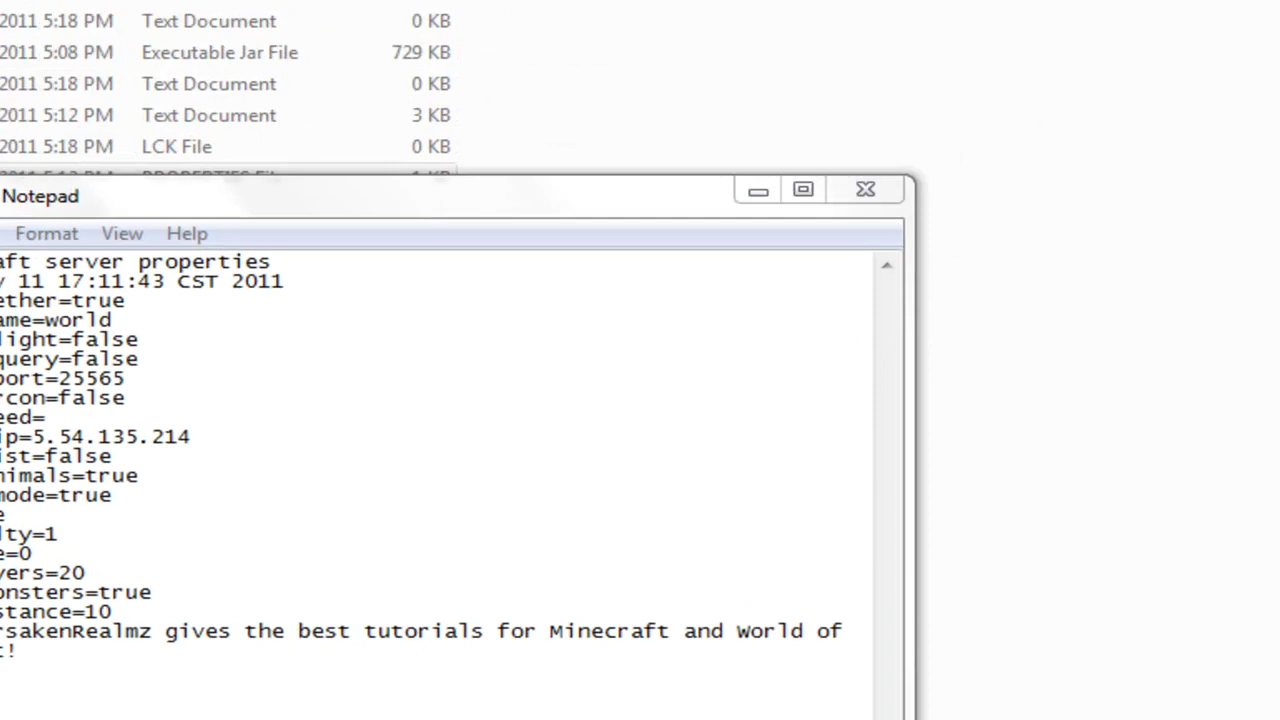 2011 5:18 PM Text Document 0 KB
2011 5:08 PM Executable Jar File 729 KB
2011 5:18 PM Text Document 0 KB
2011 5:12 PM Text Document 3 KB
2011 5:18 PM LCK File 0 KB
Notepad
Format View Help
aft server properties
v 11 17:11:43 CST 2011
ether=true
ame=world
light=false
query=false
port=25565
rcon=false
eed=
ip=5.54.135.214
ist=false
nimals=true
mode=true
e
lty=1
e=0
yers=20
onsters=true
stance=10
rsakenRealmz gives the best tutorials for Minecraft and World of
t!